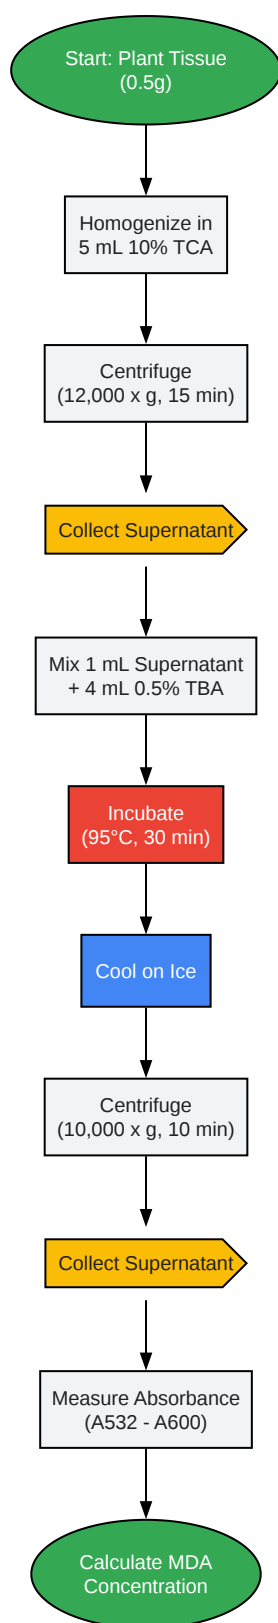 Start: Plant Tissue
(0.5g)
Homogenize in
5 mL 10% TCA
Centrifuge
(12,000 x g, 15 min)
Collect Supernatant
Mix 1 mL Supernatant
+ 4 mL 0.5% TBA
Incubate
(95°C, 30 min)
Cool on Ice
Centrifuge
(10,000 x g, 10 min)
Collect Supernatant
Measure Absorbance
(A532 - A600)
Calculate MDA
Concentration